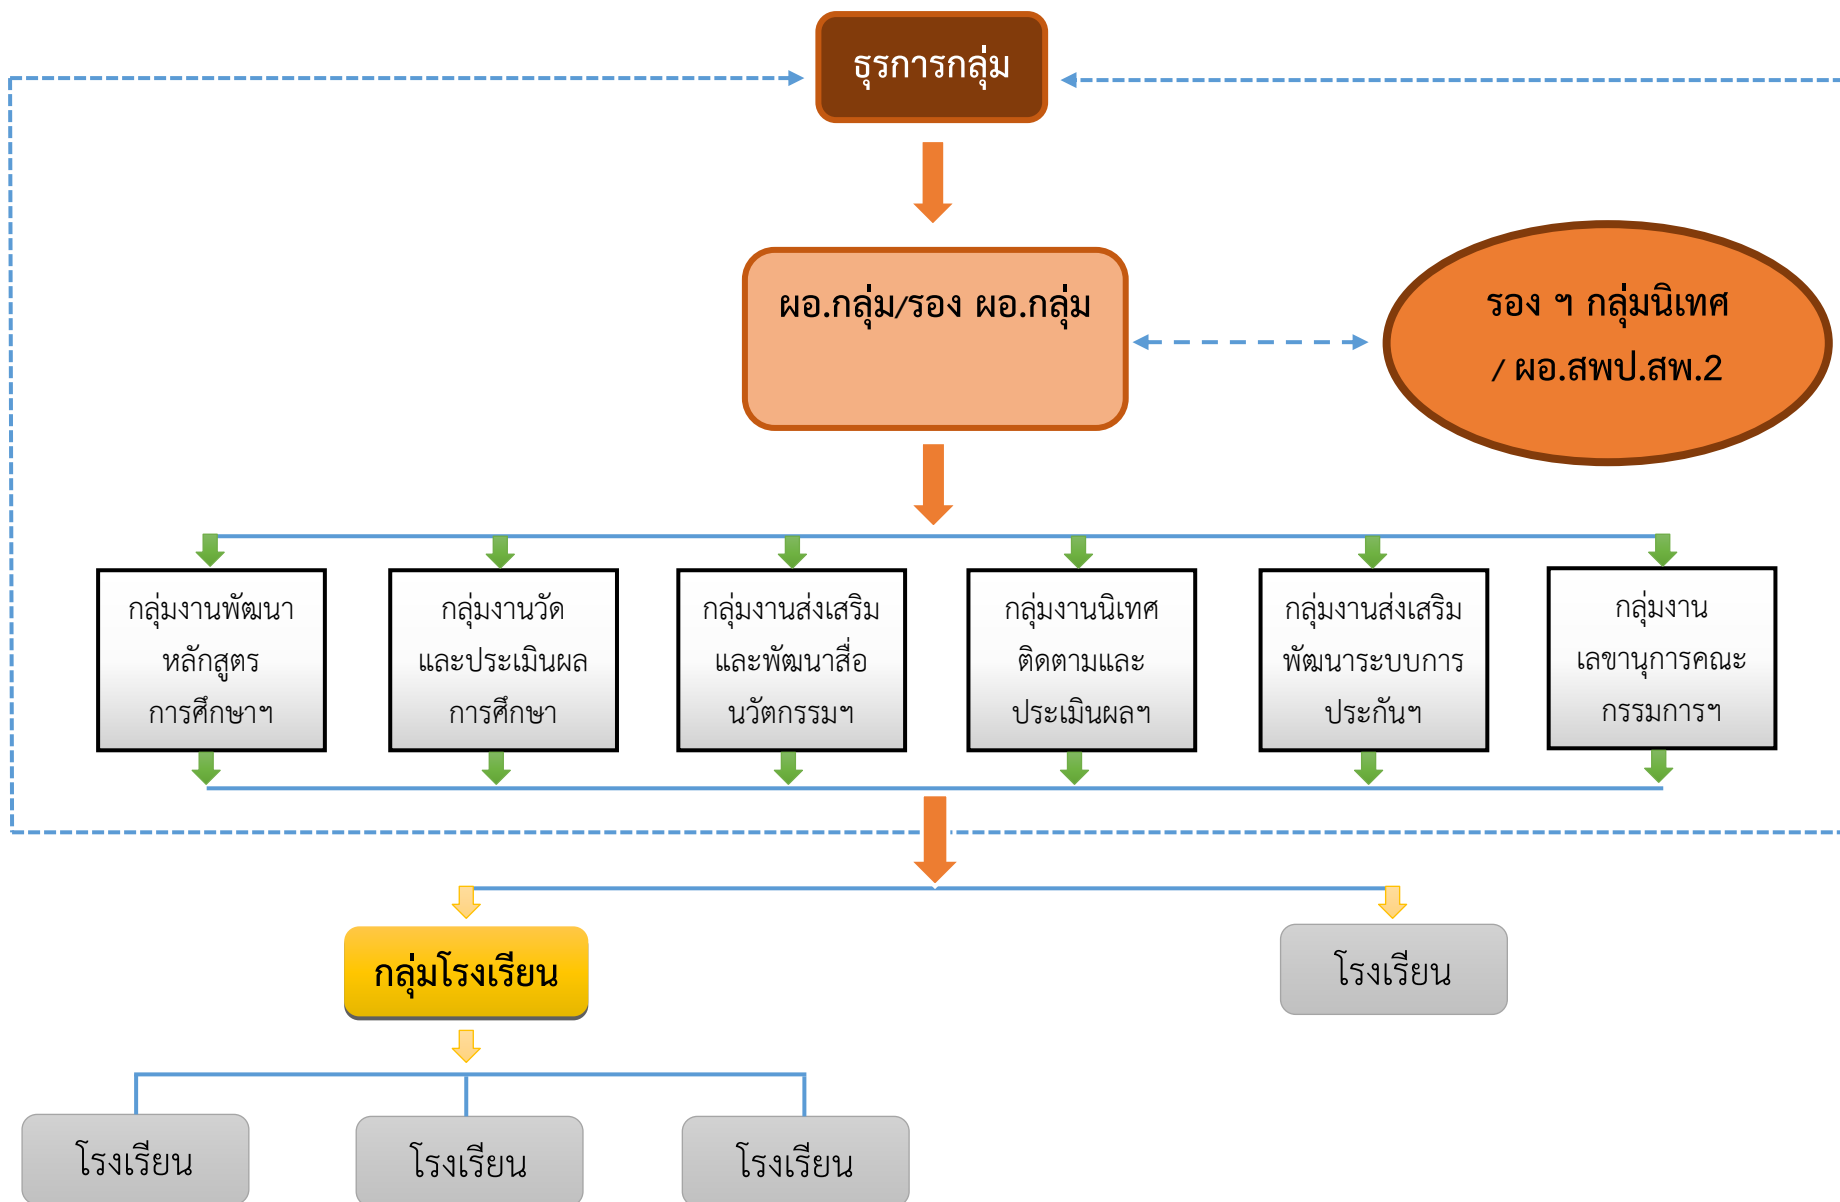 ธุรการกลุ่ม
ผอ.กลุ่ม/รอง ผอ.กลุ่ม
รอง ฯ กลุ่มนิเทศ
/ ผอ.สพป.สพ.2
กลุ่มงานพัฒนา
หลักสูตร
การศึกษาฯ
กลุ่มงานวัด
และประเมินผล
การศึกษา
กลุ่มงานส่งเสริม
และพัฒนาสื่อ
นวัตกรรมฯ
กลุ่มงานนิเทศ
ติดตามและ
ประเมินผลฯ
กลุ่มงานส่งเสริม
พัฒนาระบบการ
ประกันฯ
กลุ่มงาน
เลขานุการคณะ
กรรมการฯ
กลุ่มโรงเรียน
โรงเรียน
โรงเรียน
โรงเรียน
โรงเรียน